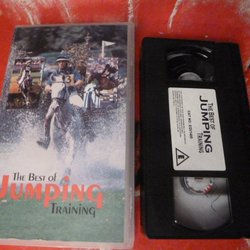 The Best of
Jumping
Training
The Best of
JUMPING
TRAINING
E